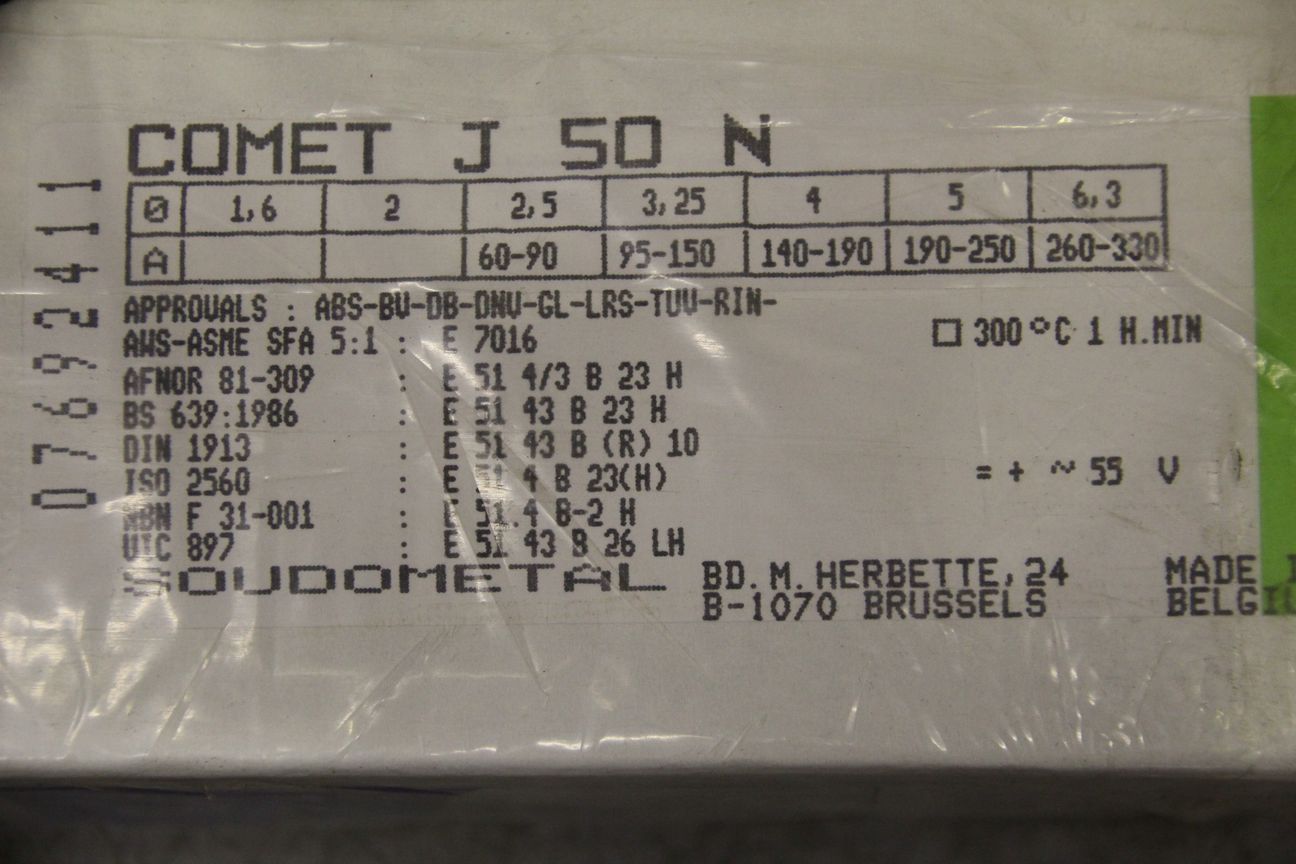 COMET J 50 N
Ø 1,6 2 2,5 3,25 4 5 6,3
A 60-90 95-150 140-190 190-250 260-330
APPROVALS : ABS-BV-DB-DNV-GL-LRS-TUV-RIN-
AWS-ASME SFA 5:1 : E 7016
300 °C 1 H.MIN
AFNOR 81-309 : E 51 4/3 B 23 H
BS 639:1986 : E 51 43 B 23 H
DIN 1913 : E 51 43 B (R) 10
ISO 2560 : E 51 4 B 23(H)
= + ~ 55 V
NBN F 31-001 : E 51.4 B-2 H
UIC 897 : E 51 43 B 26 LH
SOUDOMETAL
BD. M. HERBETTE, 24
B-1070 BRUSSELS
MADE I
BELGIU
07692411